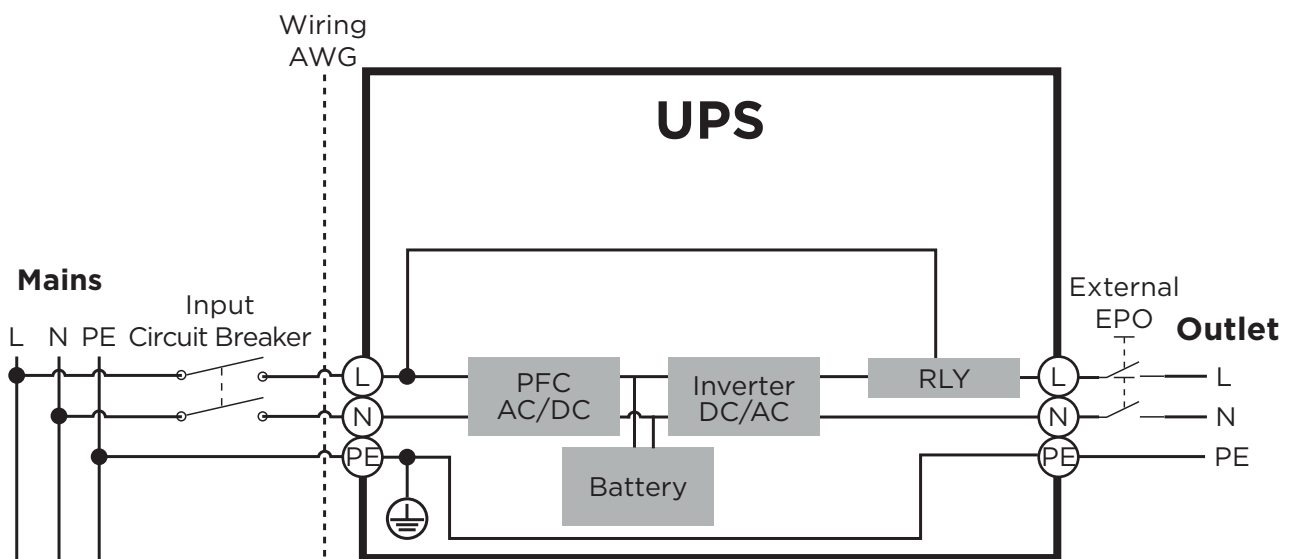 Wiring
AWG
UPS
Mains
Input
Circuit Breaker
L N PE
External
EPO
Outlet
L
N
PE
PFC
AC/DC
Inverter
DC/AC
RLY
Battery
L
N
PE
L
N
PE